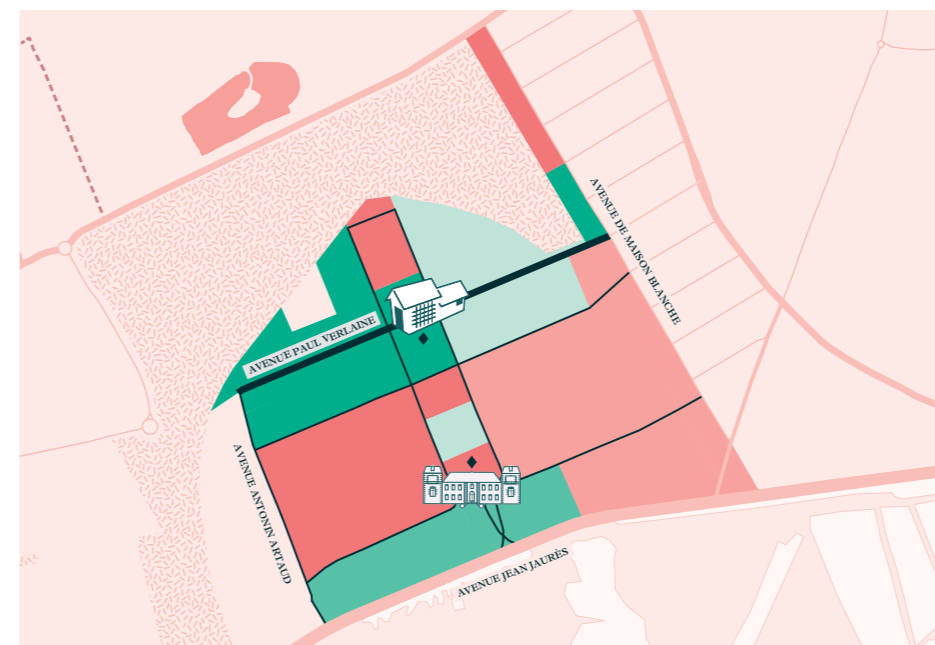 AVENUE DE MAISON BLANCHE
AVENUE PAUL VERLAINE
AVENUE ANTONIN ARTAUD
AVENUE JEAN JAURÈS